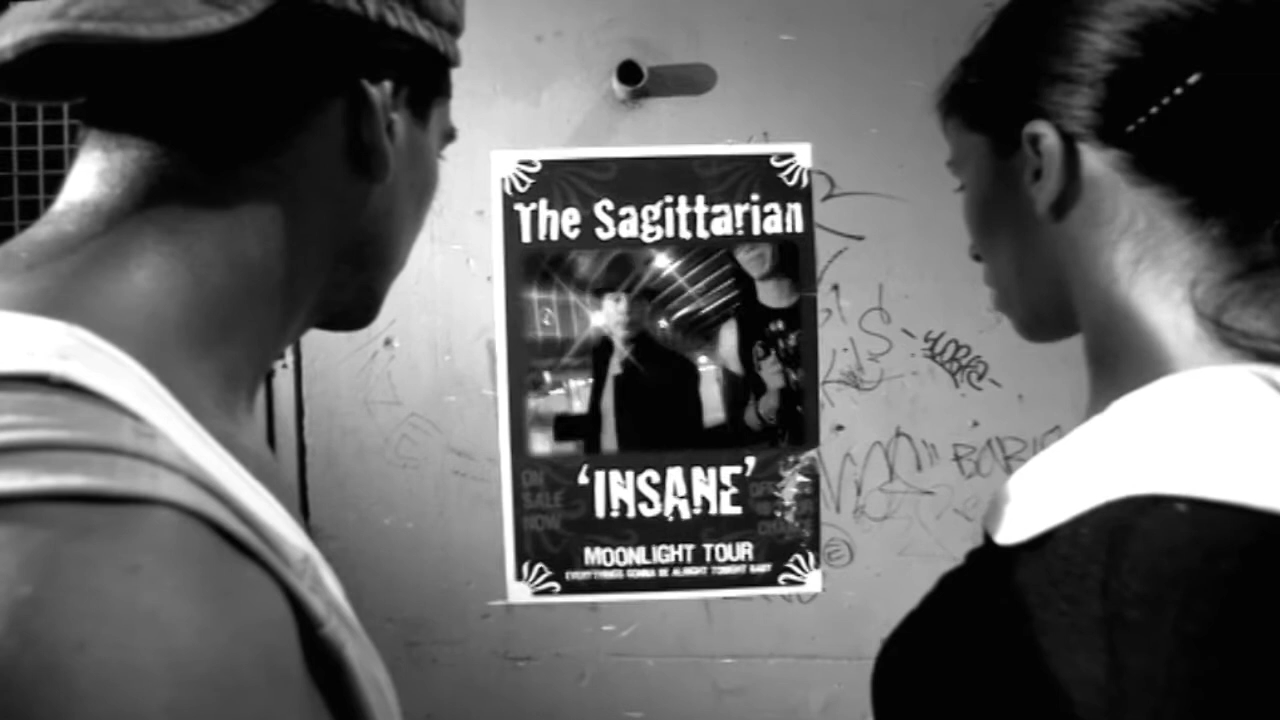 The Sagittarian
'INSANE'
ON
SALE
NOW
MOONLIGHT TOUR
EVERYTHINGS GONNA BE ALRIGHT TONIGHT BABY